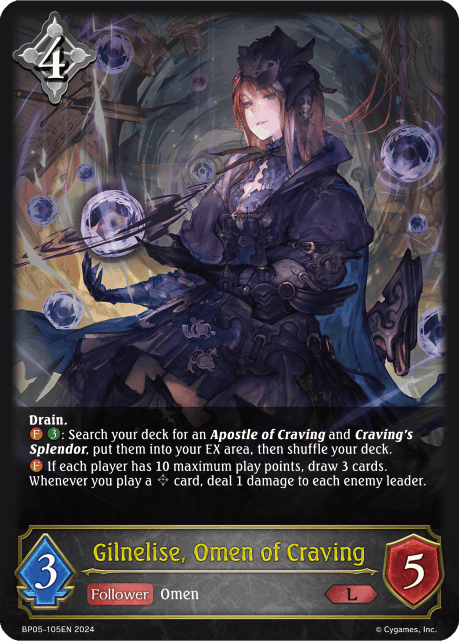 4
Drain.
F 3: Search your deck for an Apostle of Craving and Craving's
Splendor, put them into your EX area, then shuffle your deck.
F If each player has 10 maximum play points, draw 3 cards.
Whenever you play a card, deal 1 damage to each enemy leader.
Gilnelise, Omen of Craving
3
Follower Omen
L
5
BP05-105EN 2024
© Cygames, Inc.